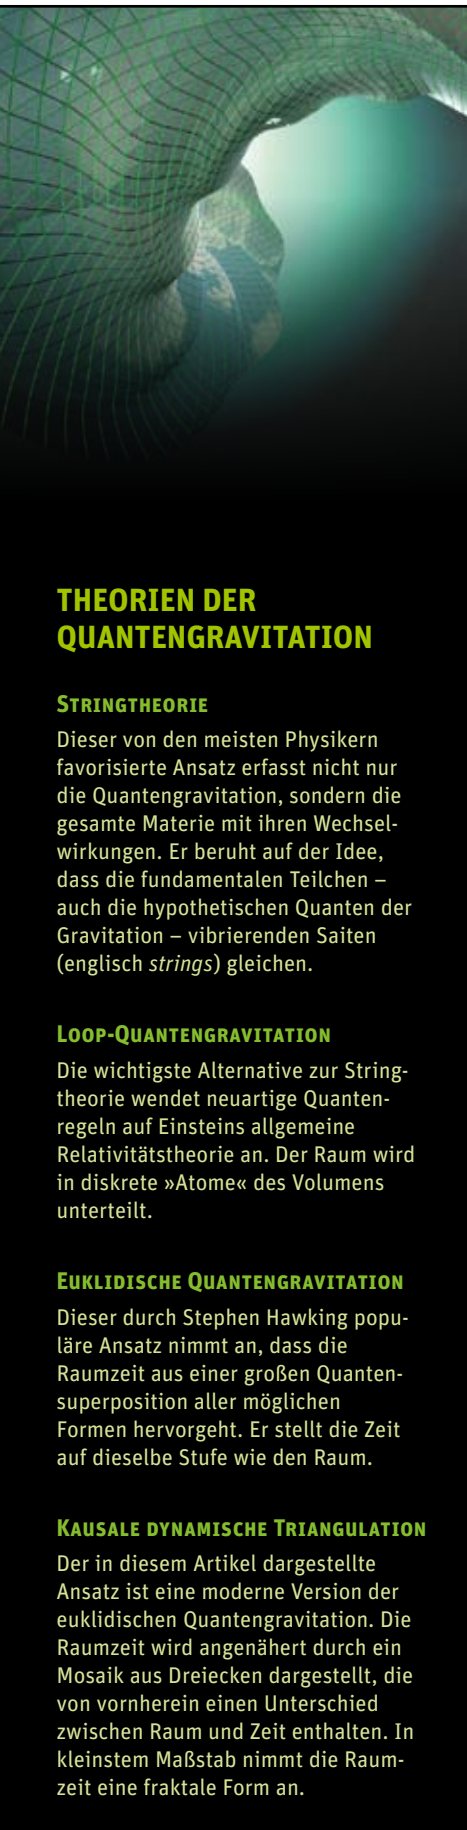 THEORIEN DER
QUANTENGRAVITATION
Stringtheorie
Dieser von den meisten Physikern
favorisierte Ansatz erfasst nicht nur
die Quantengravitation, sondern die
gesamte Materie mit ihren Wechsel-
wirkungen. Er beruht auf der Idee,
dass die fundamentalen Teilchen –
auch die hypothetischen Quanten der
Gravitation – vibrierenden Saiten
(englisch strings) gleichen.
Loop-Quantengravitation
Die wichtigste Alternative zur String-
theorie wendet neuartige Quanten-
regeln auf Einsteins allgemeine
Relativitätstheorie an. Der Raum wird
in diskrete »Atome« des Volumens
unterteilt.
Euklidische Quantengravitation
Dieser durch Stephen Hawking popu-
läre Ansatz nimmt an, dass die
Raumzeit aus einer großen Quanten-
superposition aller möglichen
Formen hervorgeht. Er stellt die Zeit
auf dieselbe Stufe wie den Raum.
Kausale dynamische Triangulation
Der in diesem Artikel dargestellte
Ansatz ist eine moderne Version der
euklidischen Quantengravitation. Die
Raumzeit wird angenähert durch ein
Mosaik aus Dreiecken dargestellt, die
von vornherein einen Unterschied
zwischen Raum und Zeit enthalten. In
kleinstem Maßstab nimmt die Raum-
zeit eine fraktale Form an.